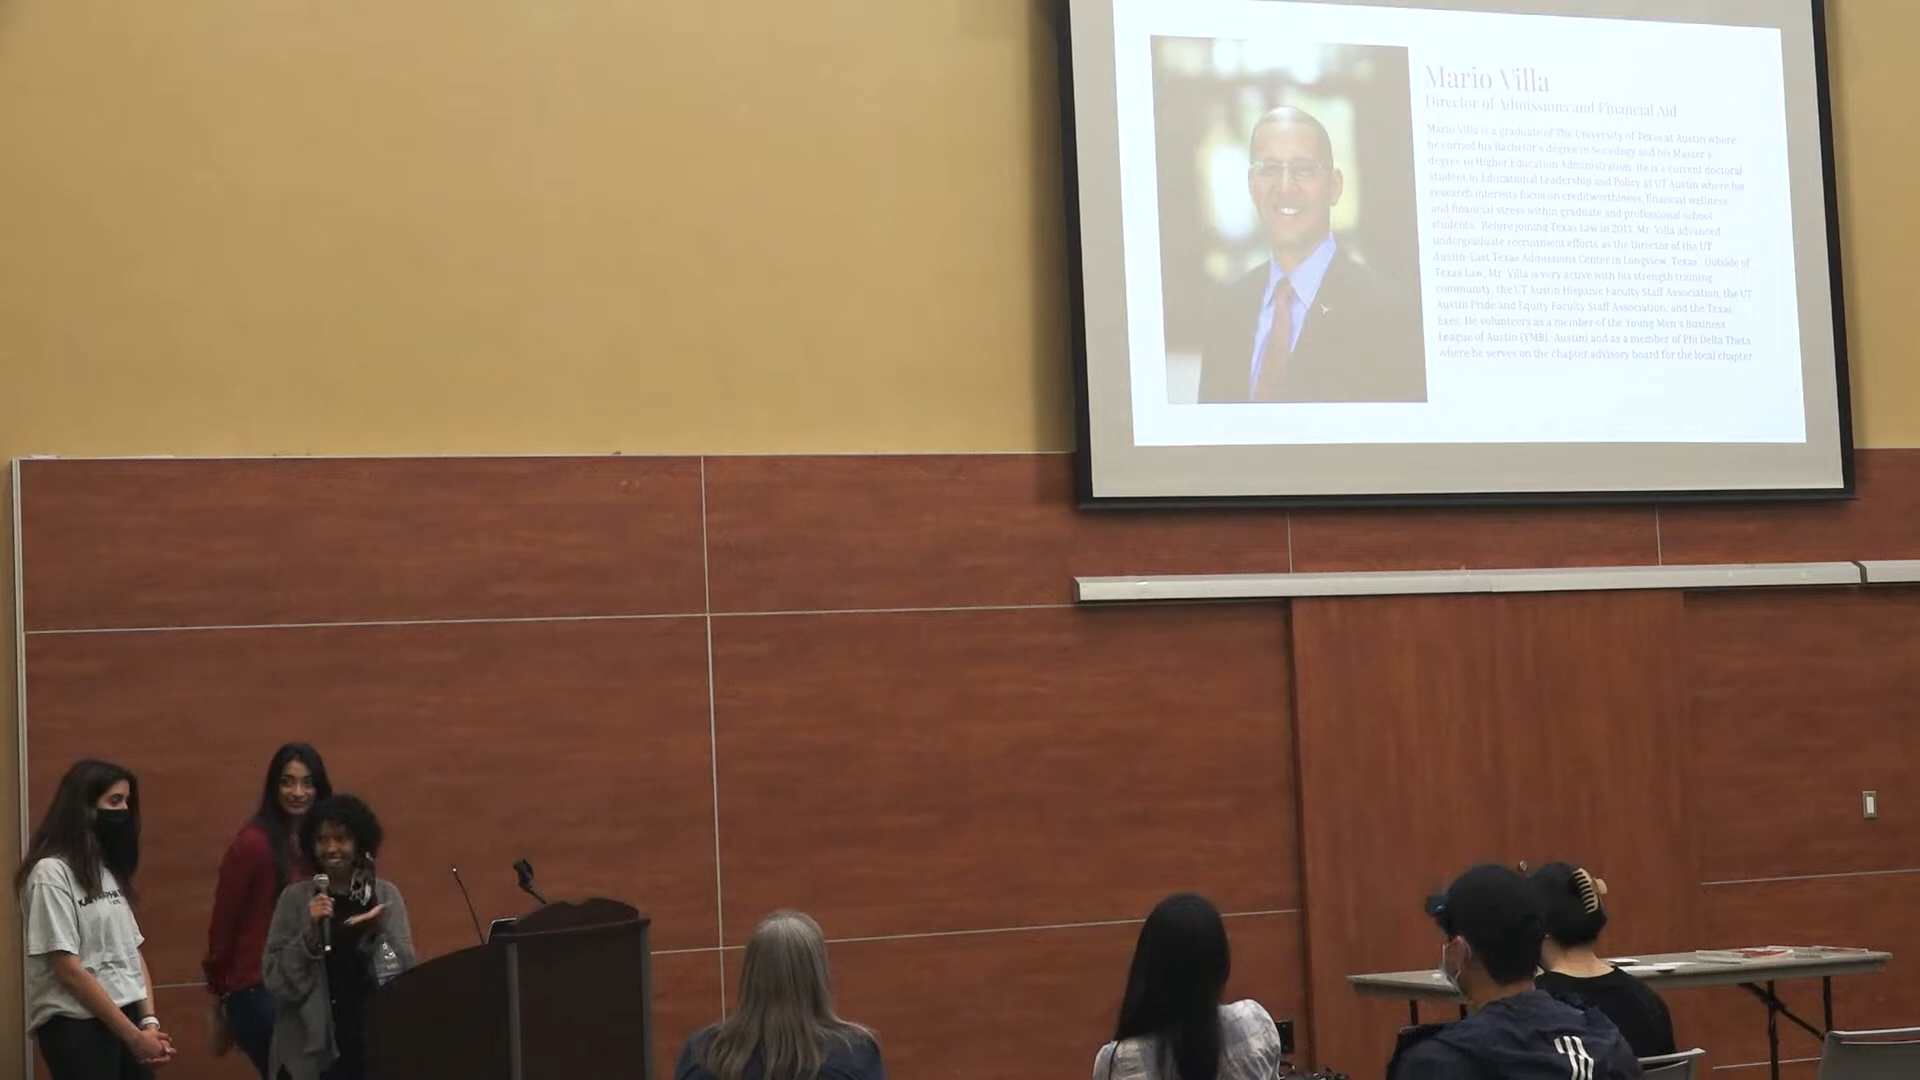 Mario Villa
Director of Admissions and Financial Aid
Mario Villa is a graduate of The University of Texas at Austin where
he earned his Bachelor's degree in Sociology and his Master's
degree in Higher Education Administration. He is a current doctoral
student in Educational Leadership and Policy at UT Austin where his
research interests focus on creditworthiness, financial wellness
and financial stress within graduate and professional school
students. Before joining Texas Law in 2013, Mr. Villa advanced
undergraduate recruitment efforts as the Director of the UT
Austin-East Texas Admissions Center in Longview, Texas. Outside of
Texas Law, Mr. Villa is very active with his strength training
community, the UT Austin Hispanic Faculty Staff Association, the UT
Austin Pride and Equity Faculty Staff Association, and the Texas
Exes. He volunteers as a member of the Young Men's Business
League of Austin (YMBL-Austin) and as a member of Phi Delta Theta
where he serves on the chapter advisory board for the local chapter